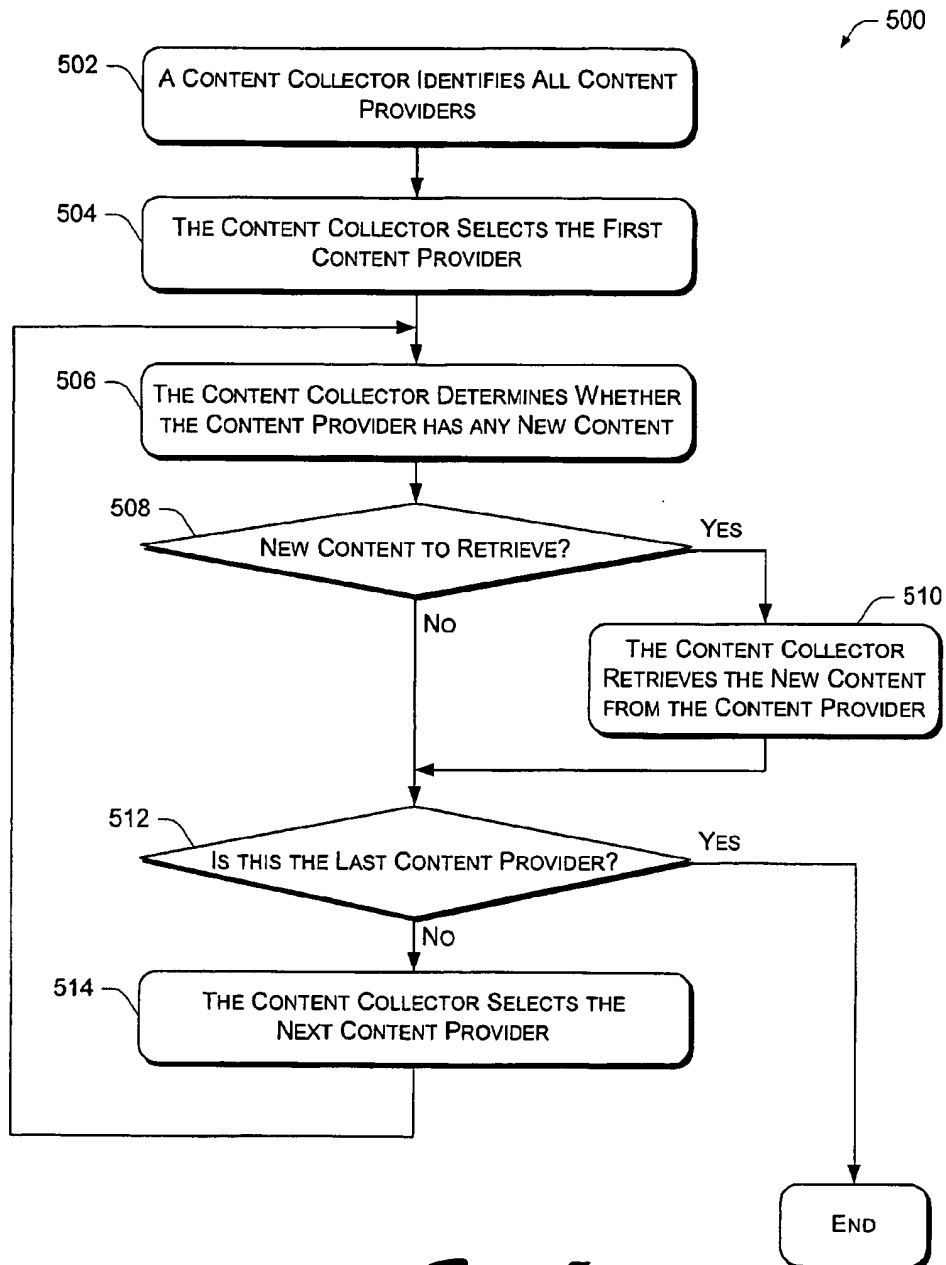 500
502
A CONTENT COLLECTOR IDENTIFIES ALL CONTENT
PROVIDERS
504
THE CONTENT COLLECTOR SELECTS THE FIRST
CONTENT PROVIDER
506
THE CONTENT COLLECTOR DETERMINES WHETHER
THE CONTENT PROVIDER HAS ANY NEW CONTENT
508
NEW CONTENT TO RETRIEVE?
YES
NO
510
THE CONTENT COLLECTOR
RETRIEVES THE NEW CONTENT
FROM THE CONTENT PROVIDER
512
IS THIS THE LAST CONTENT PROVIDER?
YES
NO
514
THE CONTENT COLLECTOR SELECTS THE
NEXT CONTENT PROVIDER
END